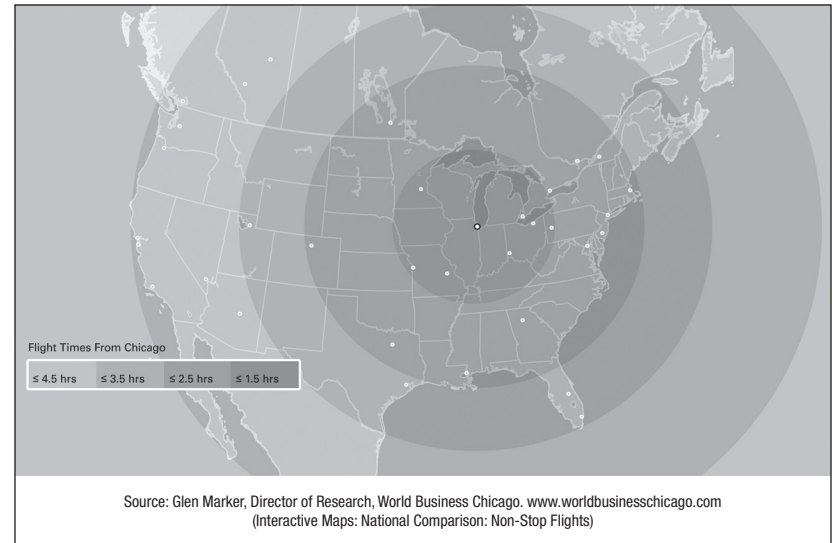 Flight Times From Chicago
≤ 4.5 hrs ≤ 3.5 hrs ≤ 2.5 hrs ≤ 1.5 hrs
Source: Glen Marker, Director of Research, World Business Chicago. www.worldbusinesschicago.com
(Interactive Maps: National Comparison: Non-Stop Flights)